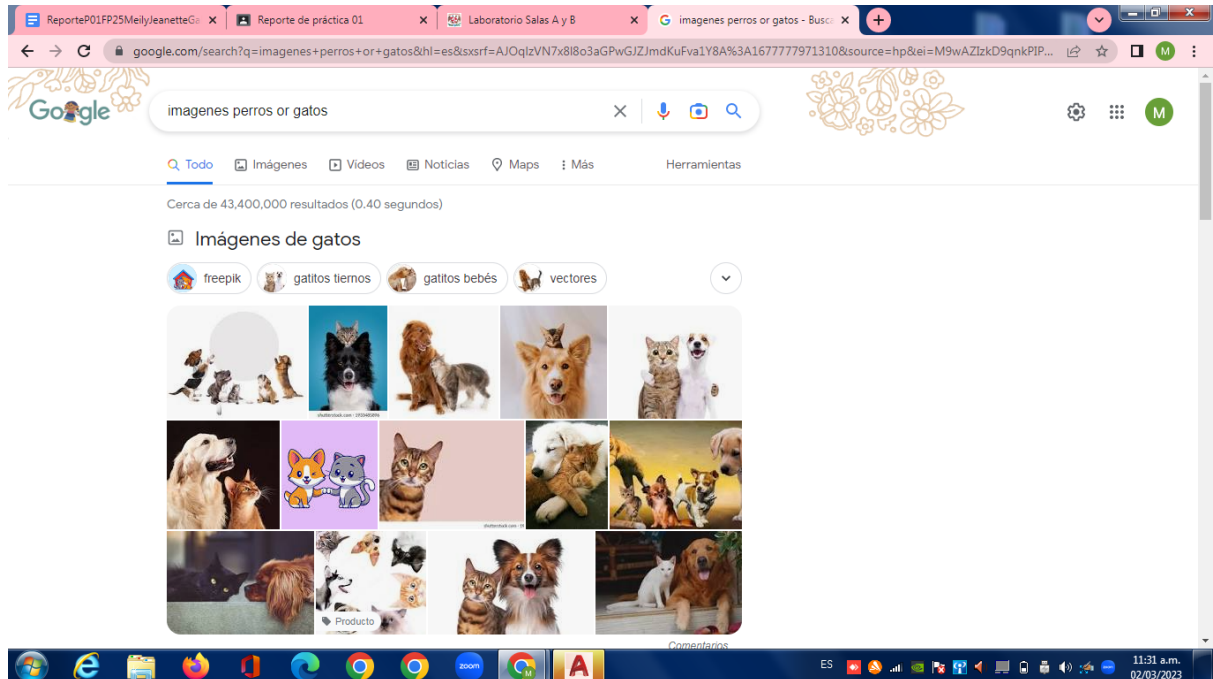 ReporteP01FP25MeilyJeanetteGa
Reporte de práctica 01
Laboratorio Salas A y B
imagenes perros or gatos - Busca
google.com/search?q=imagenes+perros+or+gatos&hl=es&sxsrf=AJOqlzVN7x8l8o3aGPwGJZJmdKuFva1Y8A%3A1677777971310&source=hp&ei=M9wAZIzkD9qnkPIP...
M
Google
imagenes perros or gatos
M
Todo
Imágenes
Videos
Noticias
Maps
Más
Herramientas
Cerca de 43,400,000 resultados (0.40 segundos)
Imágenes de gatos
freepik
gatitos tiernos
gatitos bebés
vectores
Producto
Comentarios
zoom
M
A
ES
11:31 a.m.
02/03/2023